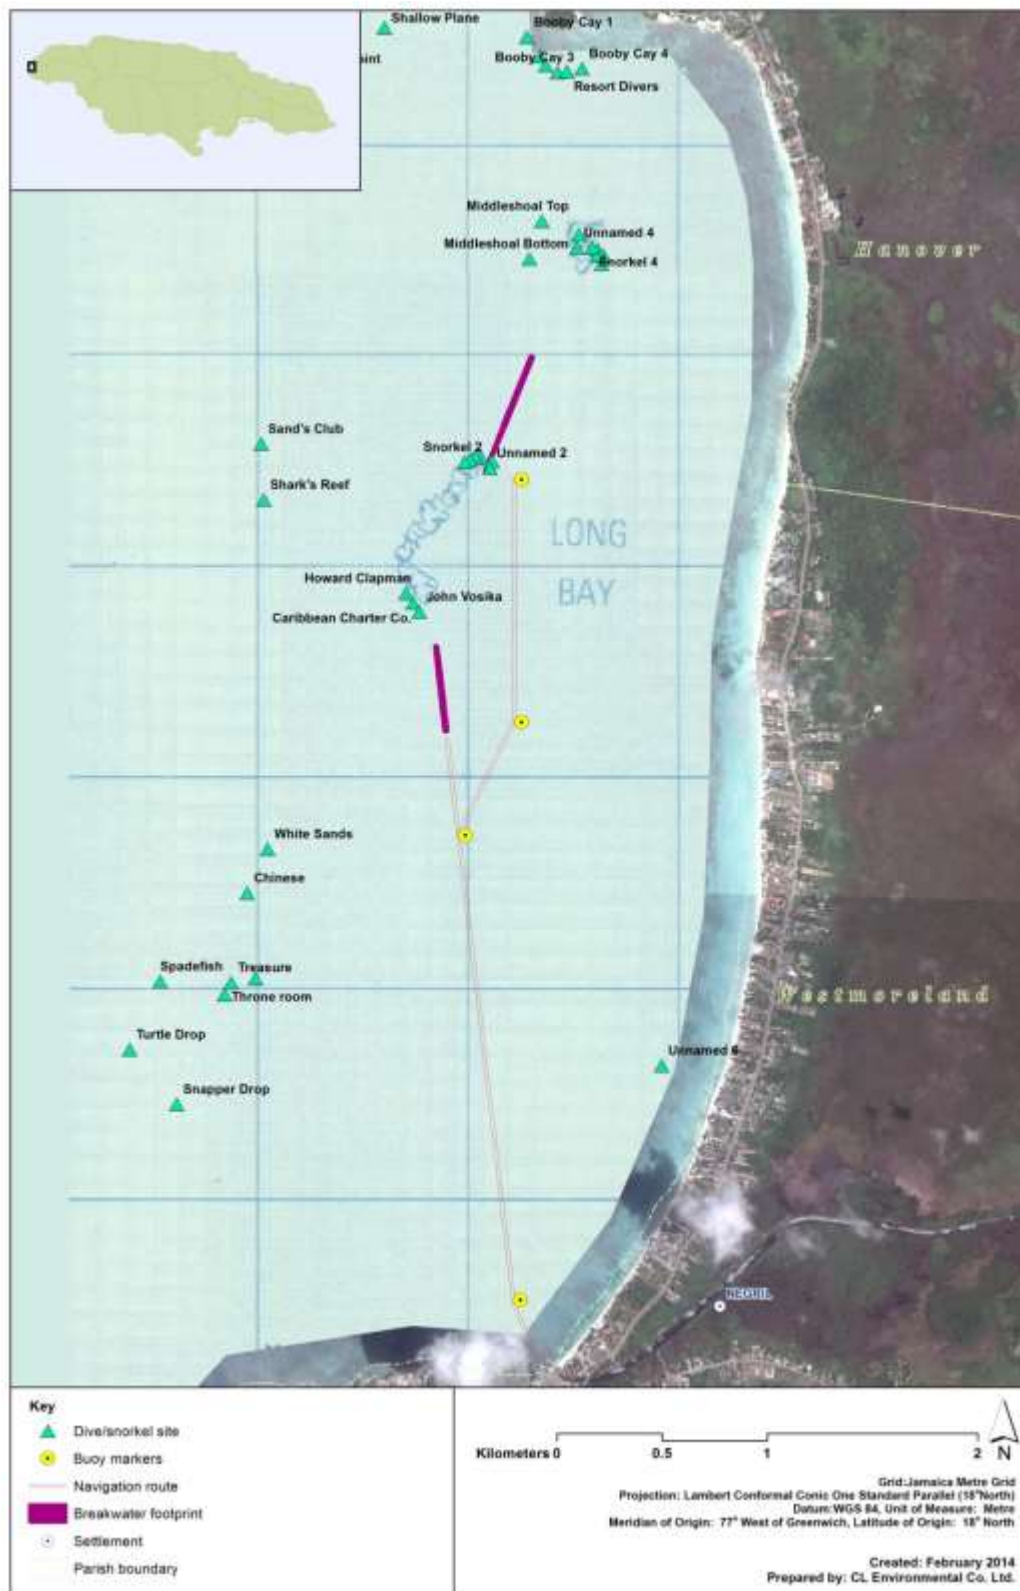 Shallow Plane
Booby Cay 1
oint
Booby Cay 3
Booby Cay 4
Resort Divers
Middleshoal Top
Unnamed 4
Middleshoal Bottom
Snorkel 4
Hanover
Sand's Club
Snorkel 2
Unnamed 2
Shark's Reef
LONG
BAY
Howard Clapman
John Vosika
Caribbean Charter Co.
White Sands
Chinese
Spadefish
Treasure
Throne room
Westmoreland
Turtle Drop
Unnamed 6
Snapper Drop
NEGRIL
Key
Dive/snorkel site
Buoy markers
Navigation route
Breakwater footprint
Settlement
Parish boundary
Kilometers 0 0.5 1 2
N
Grid:Jamaica Metre Grid
Projection: Lambert Conformal Conic One Standard Parallel (18°North)
Datum:WGS 84, Unit of Measure: Metre
Meridian of Origin: 77° West of Greenwich, Latitude of Origin: 18° North
Created: February 2014
Prepared by: CL Environmental Co. Ltd.